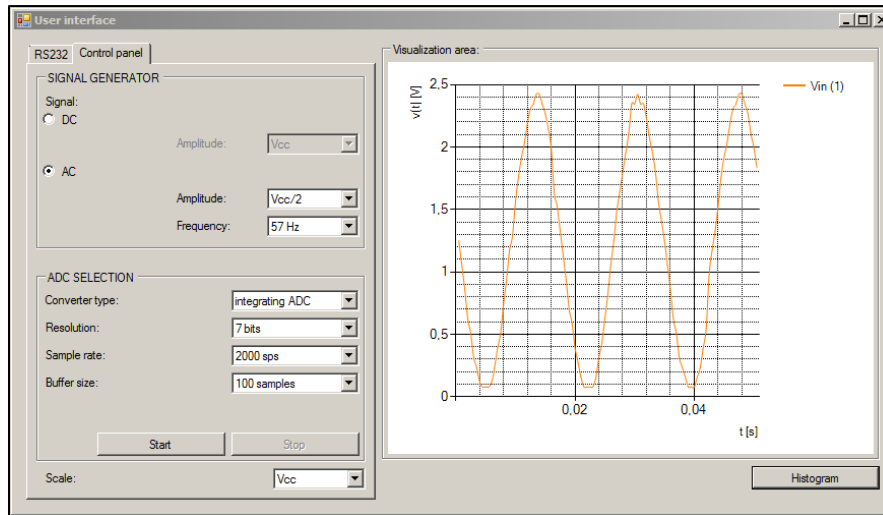 User interface
RS232 Control panel
SIGNAL GENERATOR
Signal:
DC
Amplitude: Vcc
AC
Amplitude: Vcc/2
Frequency: 57 Hz
ADC SELECTION
Converter type: integrating ADC
Resolution: 7 bits
Sample rate: 2000 sps
Buffer size: 100 samples
Start Stop
Scale: Vcc
Visualization area:
v(t) [V]
2,5
2
1,5
1
0,5
0
0,02 0,04
t [s]
Vin (1)
Histogram